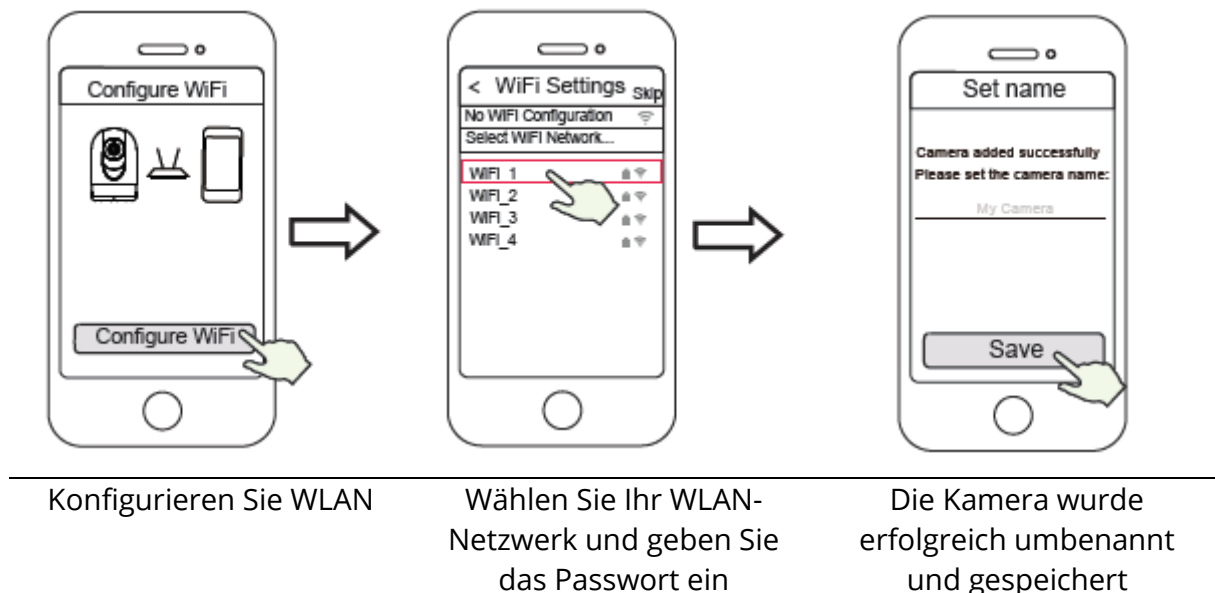 Configure WiFi
Configure WiFi
< WiFi Settings Skip
No WIFI Configuration
Select WIFI Network...
WIFI_1
WIFI_2
WIFI_3
WIFI_4
Set name
Camera added successfully
Please set the camera name:
My Camera
Save
Konfigurieren Sie WLAN
Wählen Sie Ihr WLAN-
Netzwerk und geben Sie
das Passwort ein
Die Kamera wurde
erfolgreich umbenannt
und gespeichert